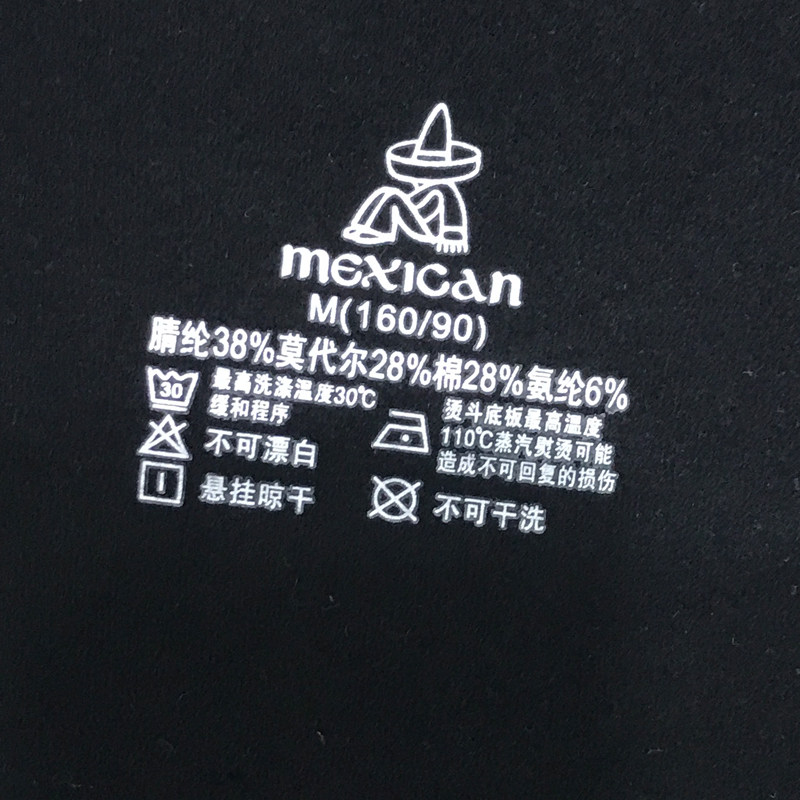 MEXICAN
M(160/90)
腈纶38%莫代尔28%棉28%氨纶6%
30
最高洗涤温度30℃
缓和程序
不可漂白
悬挂晾干
烫斗底板最高温度
110℃蒸汽熨烫可能
造成不可回复的损伤
不可干洗